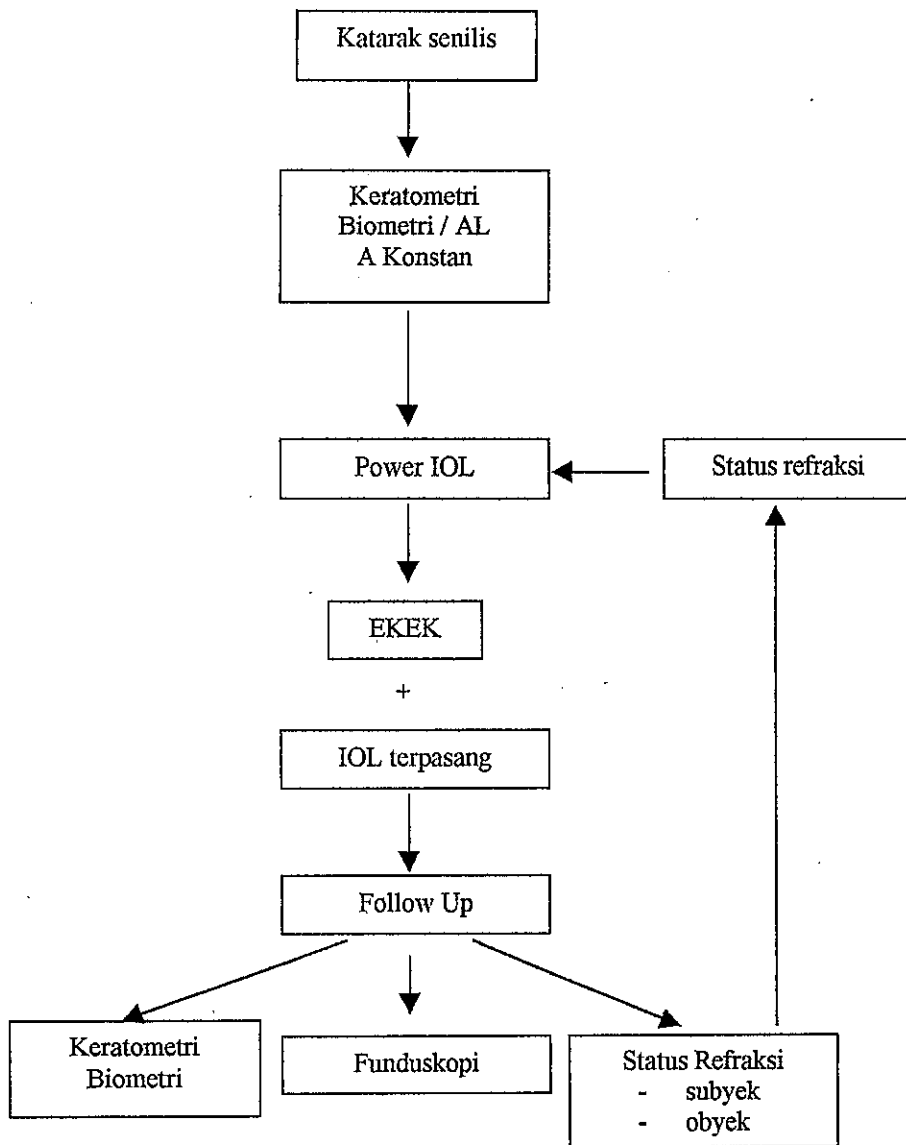 Katarak senilis
Keratometri
Biometri / AL
A Konstan
Power IOL
Status refraksi
EKEK
+
IOL terpasang
Follow Up
Keratometri
Biometri
Funduskopi
Status Refraksi
- subyek
- obyek